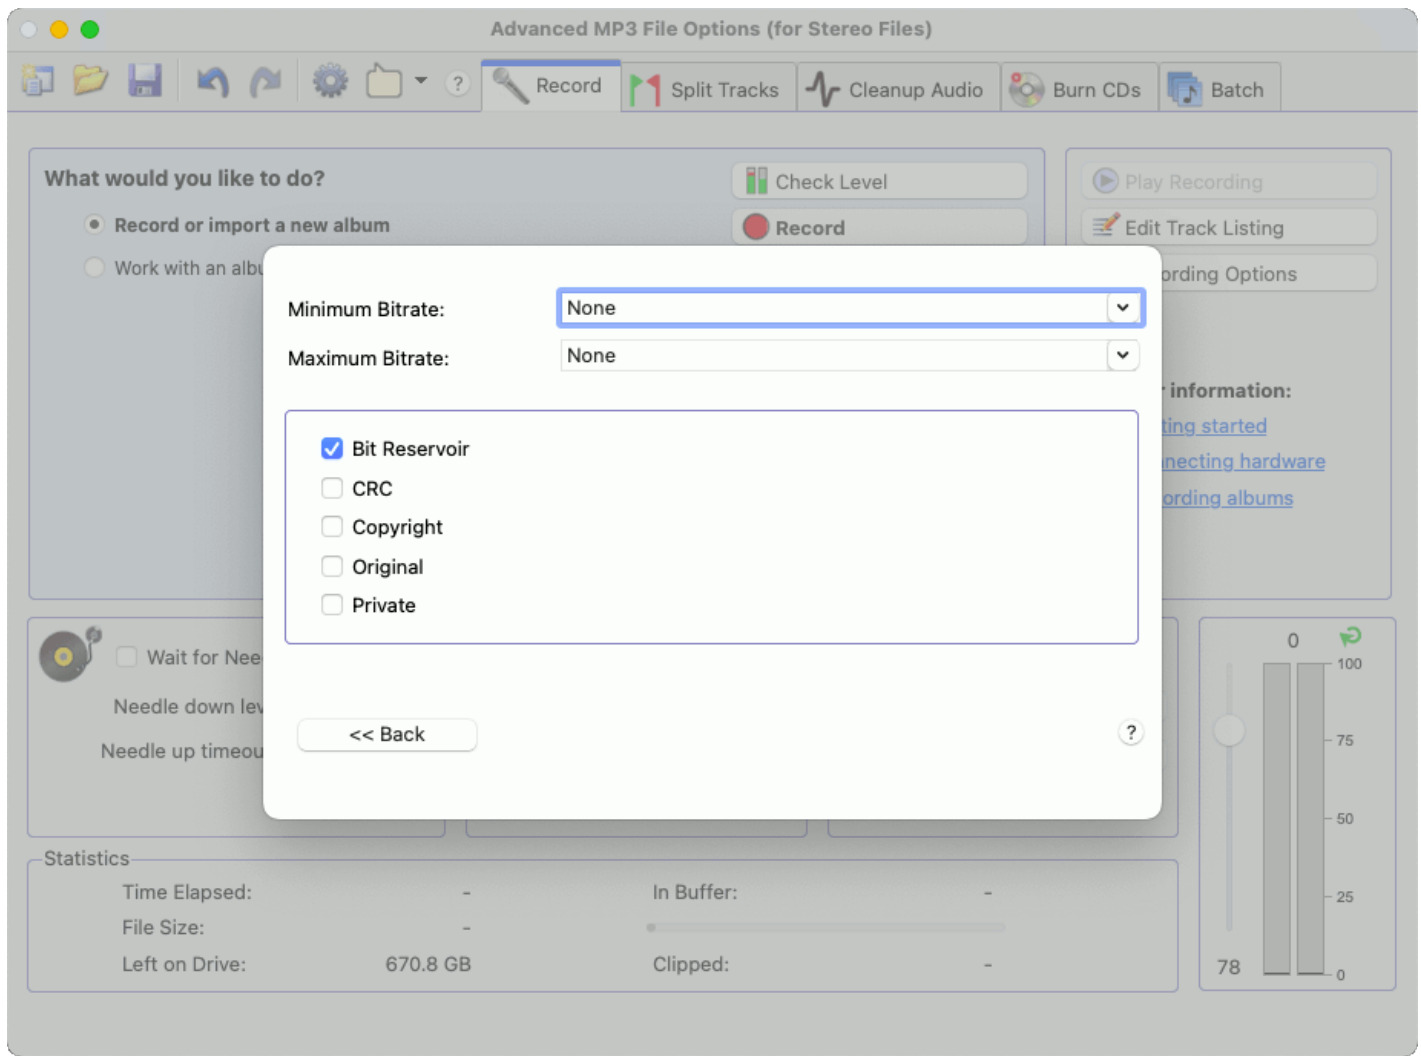 Advanced MP3 File Options (for Stereo Files)
?
Record
Split Tracks
Cleanup Audio
Burn CDs
Batch
What would you like to do?
Record or import a new album
Work with an albu
Check Level
Record
Play Recording
Edit Track Listing
ording Options
r information:
ting started
nnecting hardware
ording albums
Minimum Bitrate:
None
Maximum Bitrate:
None
Bit Reservoir
CRC
Copyright
Original
Private
<< Back
?
Wait for Nee
Needle down lev
Needle up timeou
0
100
75
50
25
0
78
Statistics
Time Elapsed: -
In Buffer: -
File Size: -
Left on Drive: 670.8 GB
Clipped: -